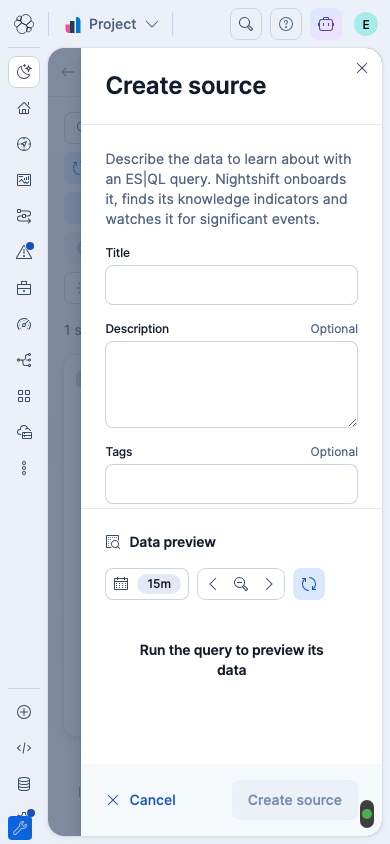 Project
E
Create source
Describe the data to learn about with
an ES|QL query. Nightshift onboards
it, finds its knowledge indicators and
watches it for significant events.
Title
Description
Optional
Tags
Optional
Data preview
15m
Run the query to preview its
data
Cancel
Create source
1 s